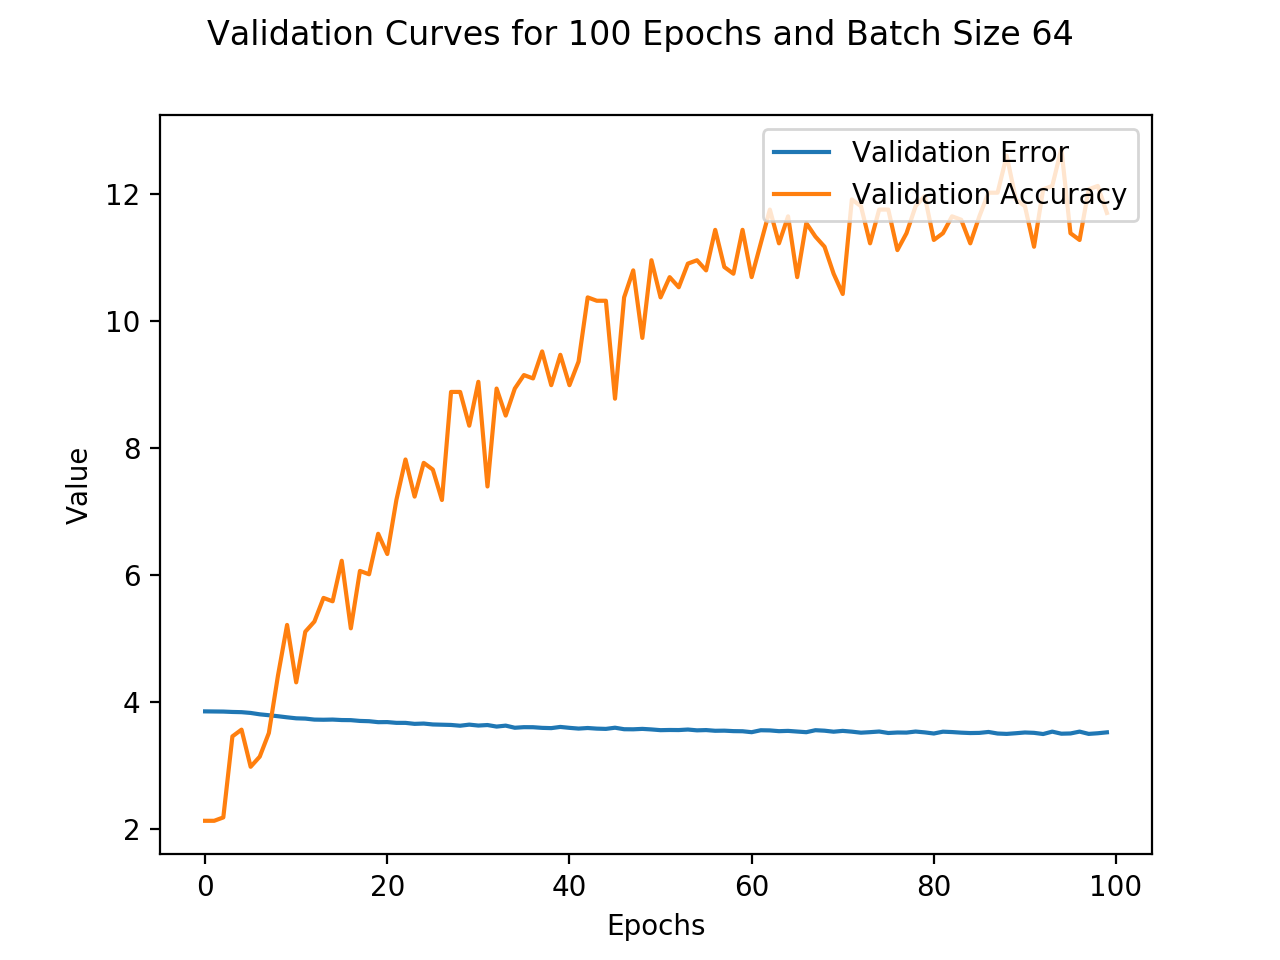 Validation Curves for 100 Epochs and Batch Size 64
Validation Error
Validation Accuracy
12
10
8
6
4
2
Value
0 20 40 60 80 100
Epochs